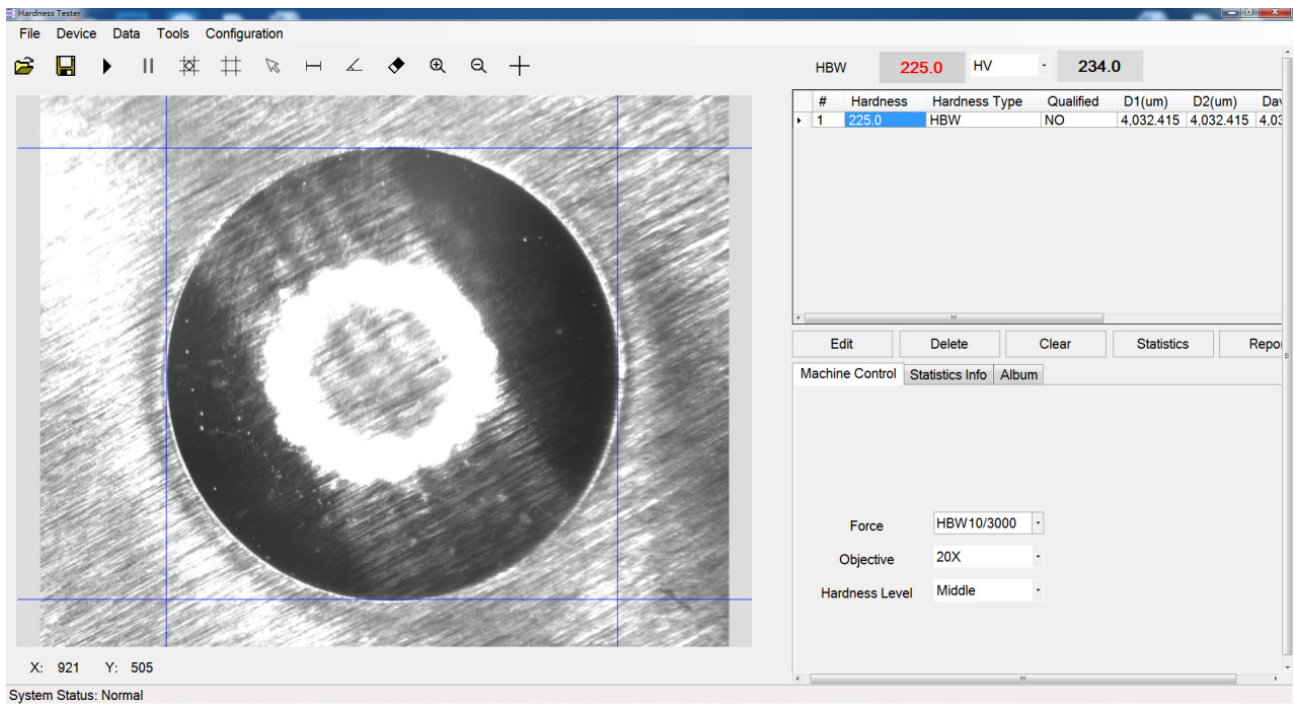 Hardness Tester
File Device Data Tools Configuration
HBW 225.0 HV 234.0
# Hardness Hardness Type Qualified D1(um) D2(um) Dav
1 225.0 HBW NO 4,032.415 4,032.415 4,03
Edit Delete Clear Statistics Repor
Machine Control Statistics Info Album
Force HBW10/3000
Objective 20X
Hardness Level Middle
X: 921 Y: 505
System Status: Normal